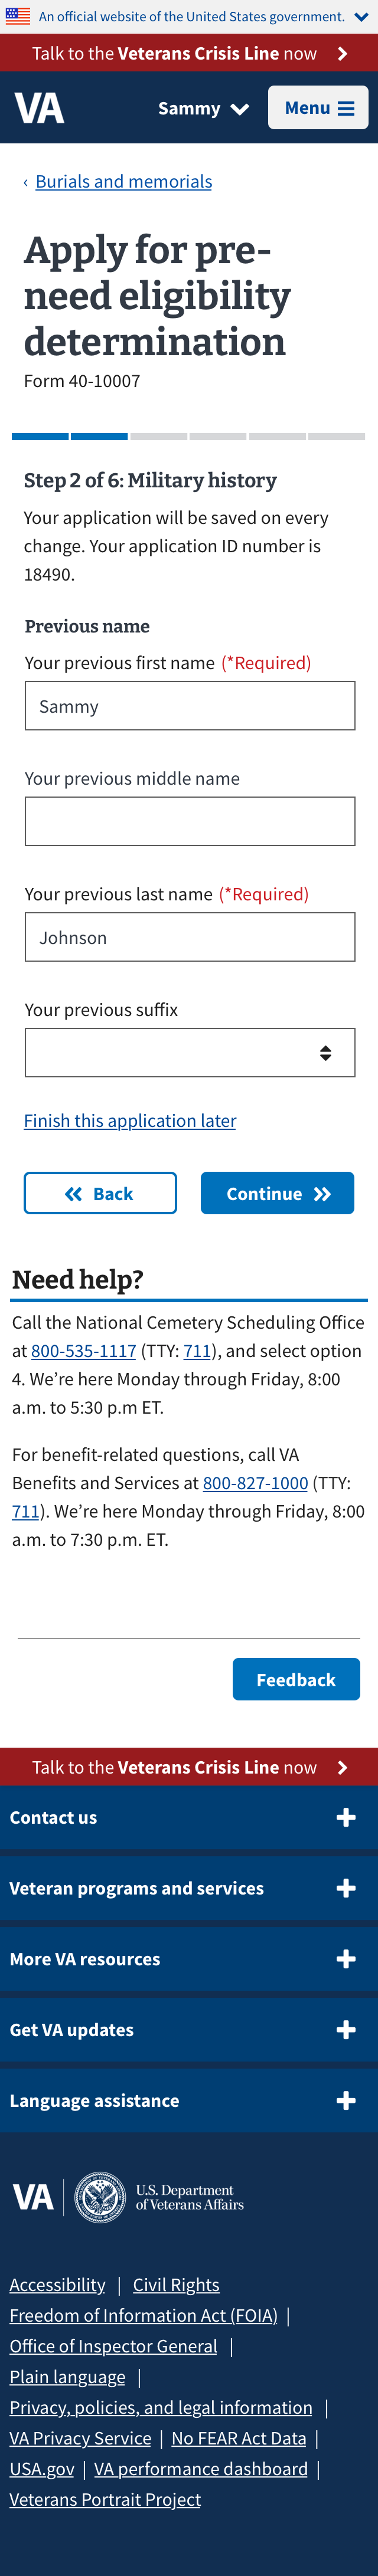 An official website of the United States government.
Talk to the Veterans Crisis Line now
VA
Sammy
Menu
‹ Burials and memorials
Apply for pre-
need eligibility
determination
Form 40-10007
Step 2 of 6: Military history
Your application will be saved on every
change. Your application ID number is
18490.
Previous name
Your previous first name (*Required)
Sammy
Your previous middle name
Your previous last name (*Required)
Johnson
Your previous suffix
Finish this application later
Back
Continue
Need help?
Call the National Cemetery Scheduling Office
at 800-535-1117 (TTY: 711), and select option
4. We’re here Monday through Friday, 8:00
a.m. to 5:30 p.m ET.
For benefit-related questions, call VA
Benefits and Services at 800-827-1000 (TTY:
711). We’re here Monday through Friday, 8:00
a.m. to 7:30 p.m. ET.
Feedback
Talk to the Veterans Crisis Line now
Contact us
Veteran programs and services
More VA resources
Get VA updates
Language assistance
VA
U.S. Department
of Veterans Affairs
Accessibility | Civil Rights
Freedom of Information Act (FOIA) |
Office of Inspector General |
Plain language |
Privacy, policies, and legal information |
VA Privacy Service | No FEAR Act Data |
USA.gov | VA performance dashboard |
Veterans Portrait Project